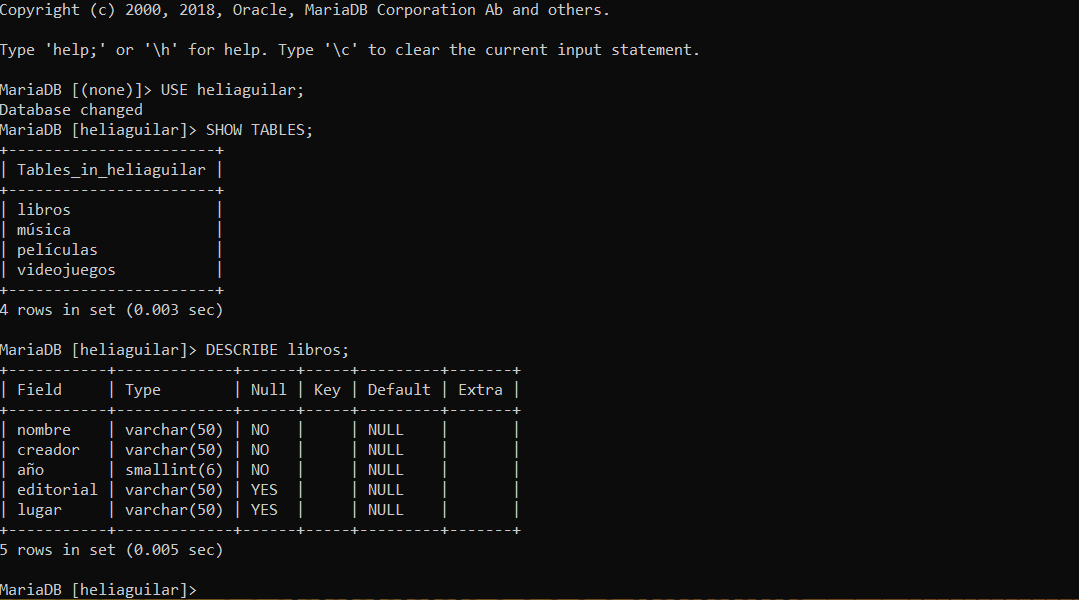 Copyright (c) 2000, 2018, Oracle, MariaDB Corporation Ab and others.
Type 'help;' or '\h' for help. Type '\c' to clear the current input statement.
MariaDB [(none)]> USE heliaguilar;
Database changed
MariaDB [heliaguilar]> SHOW TABLES;
+-----------------------+
| Tables_in_heliaguilar |
+-----------------------+
| libros                |
| música                |
| películas             |
| videojuegos           |
+-----------------------+
4 rows in set (0.003 sec)
MariaDB [heliaguilar]> DESCRIBE libros;
+-----------+-------------+------+-----+---------+-------+
| Field     | Type        | Null | Key | Default | Extra |
+-----------+-------------+------+-----+---------+-------+
| nombre    | varchar(50) | NO   |     | NULL    |       |
| creador   | varchar(50) | NO   |     | NULL    |       |
| año       | smallint(6) | NO   |     | NULL    |       |
| editorial | varchar(50) | YES  |     | NULL    |       |
| lugar     | varchar(50) | YES  |     | NULL    |       |
+-----------+-------------+------+-----+---------+-------+
5 rows in set (0.005 sec)
MariaDB [heliaguilar]>